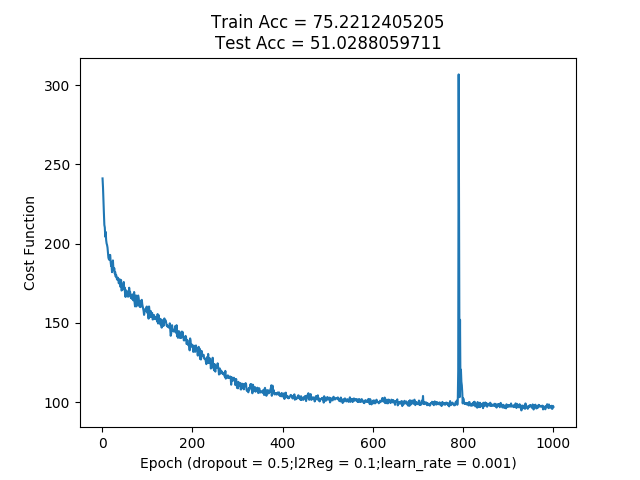 Train Acc = 75.2212405205
Test Acc = 51.0288059711
300
250
200
150
100
Cost Function
0 200 400 600 800 1000
Epoch (dropout = 0.5;l2Reg = 0.1;learn_rate = 0.001)